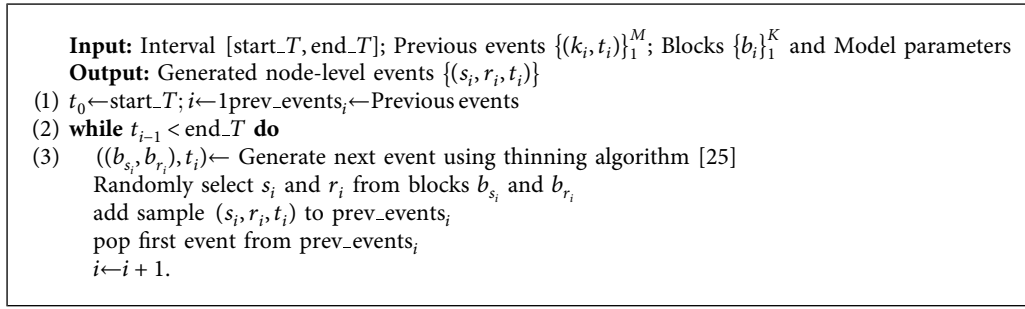 Input: Interval [start_T, end_T]; Previous events {(k_i, t_i)}_1^M; Blocks {b_i}_1^K and Model parameters
Output: Generated node-level events {(s_i, r_i, t_i)}
(1) t_0←start_T; i←1prev_events_i←Previous events
(2) while t_{i–1} < end_T do
(3) ((b_{s_i}, b_{r_i}), t_i)← Generate next event using thinning algorithm [25]
Randomly select s_i and r_i from blocks b_{s_i} and b_{r_i}
add sample (s_i, r_i, t_i) to prev_events_i
pop first event from prev_events_i
i←i + 1.